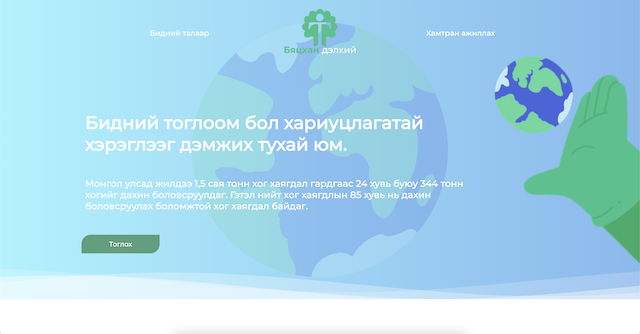 Бидний талаар
Хамтран ажиллах
Бяцхан дэлхий
Бидний тоглоом бол хариуцлагатай
хэрэглээг дэмжих тухай юм.
Монгол улсад жилдээ 1,5 сая тонн хог хаягдал гардгаас 24 хувь буюу 344 тонн
хогийг дахин боловсруулдаг. Гэтэл нийт хог хаягдлын 85 хувь нь дахин
боловсруулах боломжтой хог хаягдал байдаг.
Тоглох